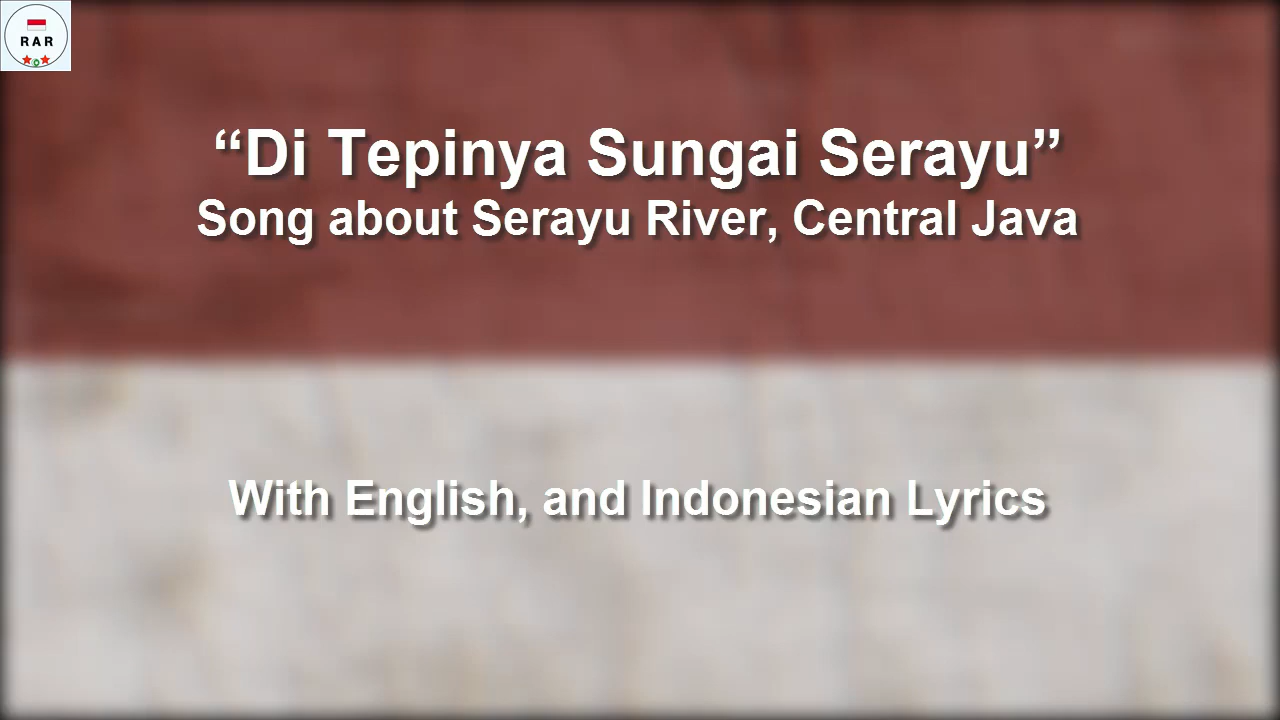 RAR
“Di Tepinya Sungai Serayu”
Song about Serayu River, Central Java
With English, and Indonesian Lyrics